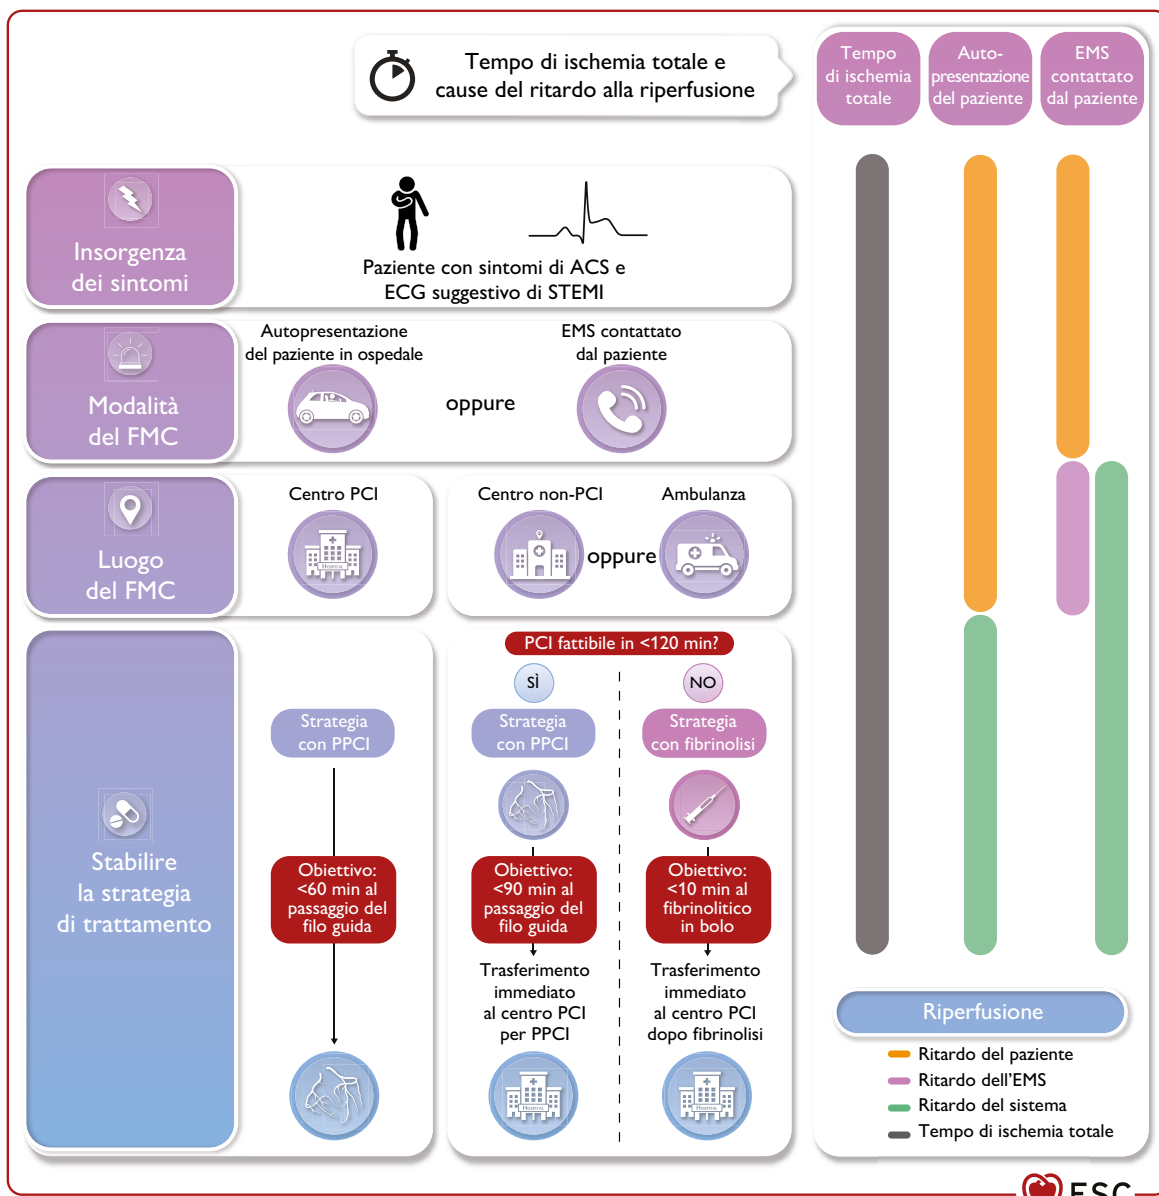 Tempo di ischemia totale e
cause del ritardo alla riperfusione
Tempo
di ischemia
totale
Auto-
presentazione
del paziente
EMS
contattato
dal paziente
Insorgenza
dei sintomi
Paziente con sintomi di ACS e
ECG suggestivo di STEMI
Modalità
del FMC
Autopresentazione
del paziente in ospedale
oppure
EMS contattato
dal paziente
Luogo
del FMC
Centro PCI
HOSPITAL
Centro non-PCI
oppure
Ambulanza
Stabilire
la strategia
di trattamento
Strategia
con PPCI
Obiettivo:
<60 min al
passaggio del
filo guida
PCI fattibile in <120 min?
SÌ
Strategia
con PPCI
Obiettivo:
<90 min al
passaggio del
filo guida
Trasferimento
immediato
al centro PCI
per PPCI
HOSPITAL
NO
Strategia
con fibrinolisi
Obiettivo:
<10 min al
fibrinolitico
in bolo
Trasferimento
immediato
al centro PCI
dopo fibrinolisi
HOSPITAL
Riperfusione
Ritardo del paziente
Ritardo dell'EMS
Ritardo del sistema
Tempo di ischemia totale
ESC